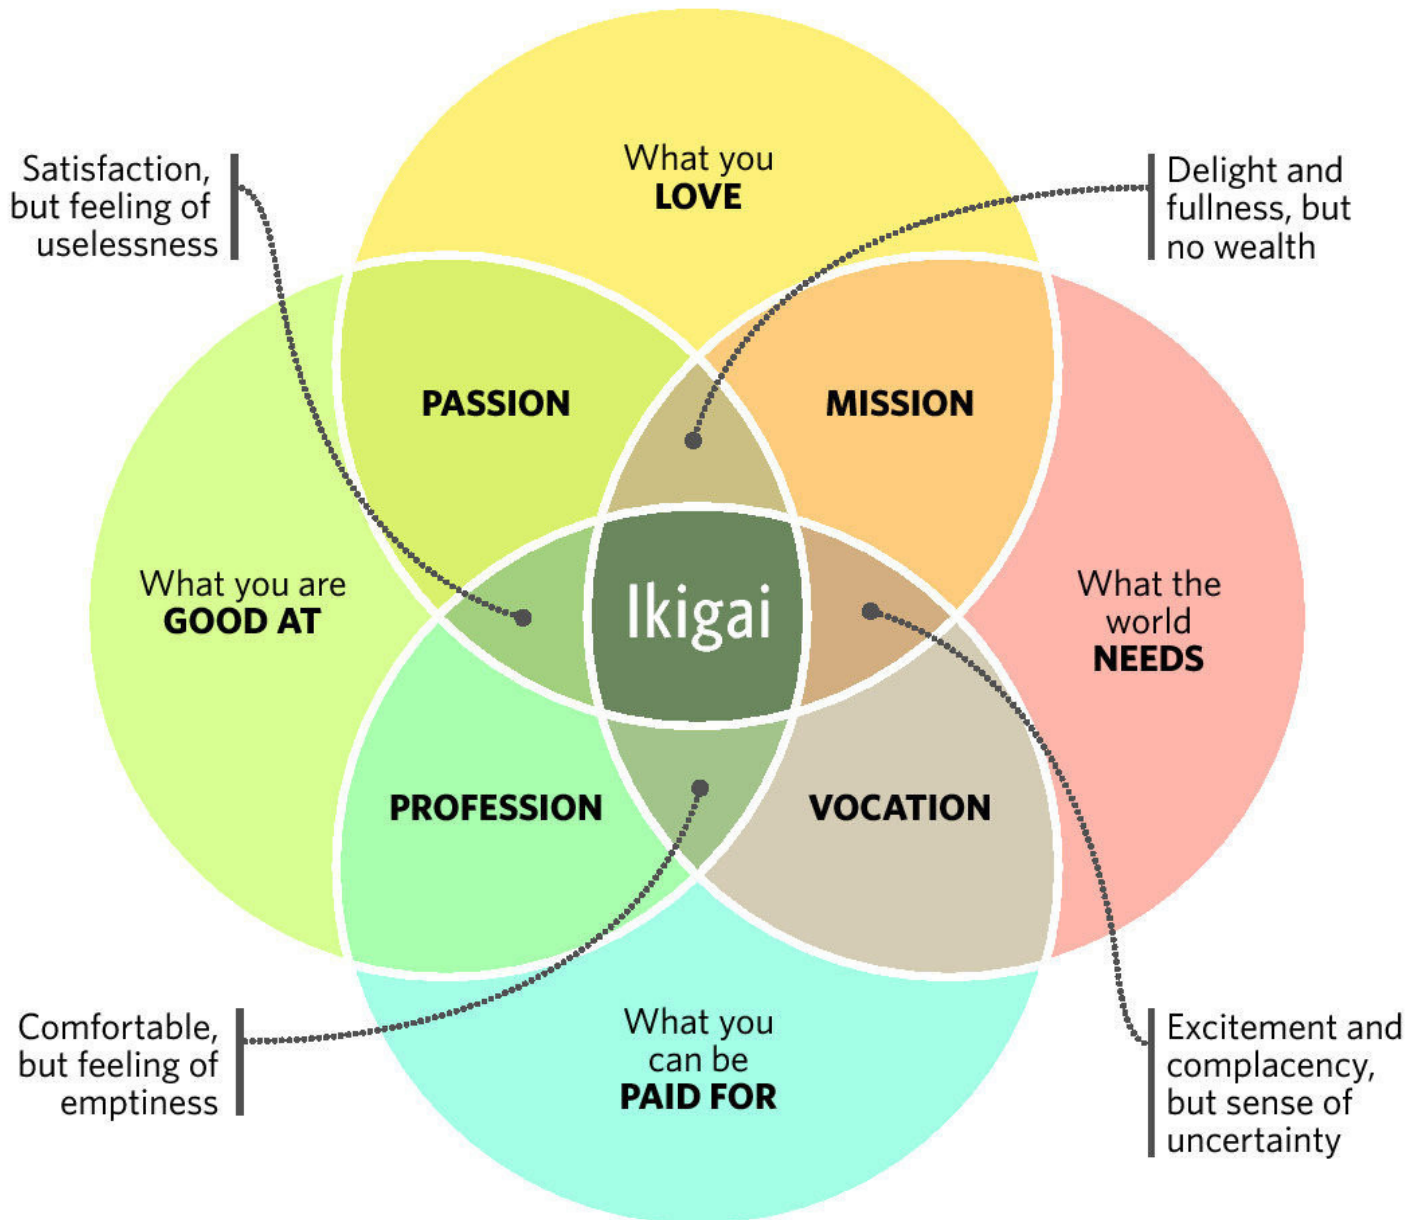 What you
LOVE
Satisfaction,
but feeling of
uselessness
Delight and
fullness, but
no wealth
PASSION
MISSION
What you are
GOOD AT
Ikigai
What the
world
NEEDS
PROFESSION
VOCATION
What you
can be
PAID FOR
Comfortable,
but feeling of
emptiness
Excitement and
complacency,
but sense of
uncertainty